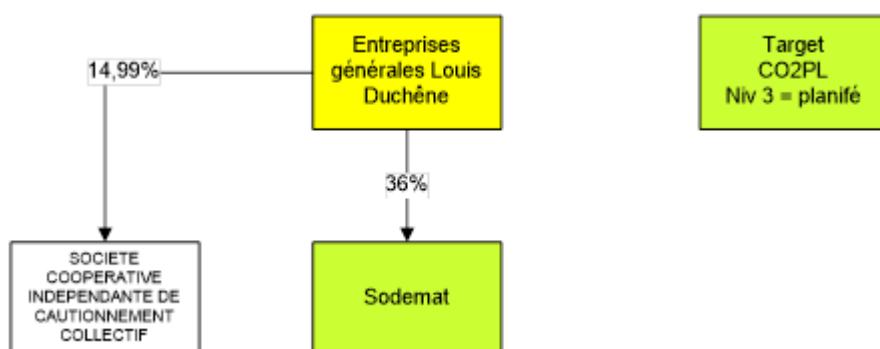 Entreprises
générales Louis
Duchêne
Target
CO2PL
Niv 3 = planifé
14,99%
36%
SOCIETE
COOPERATIVE
INDEPENDANTE DE
CAUTIONNEMENT
COLLECTIF
Sodemat